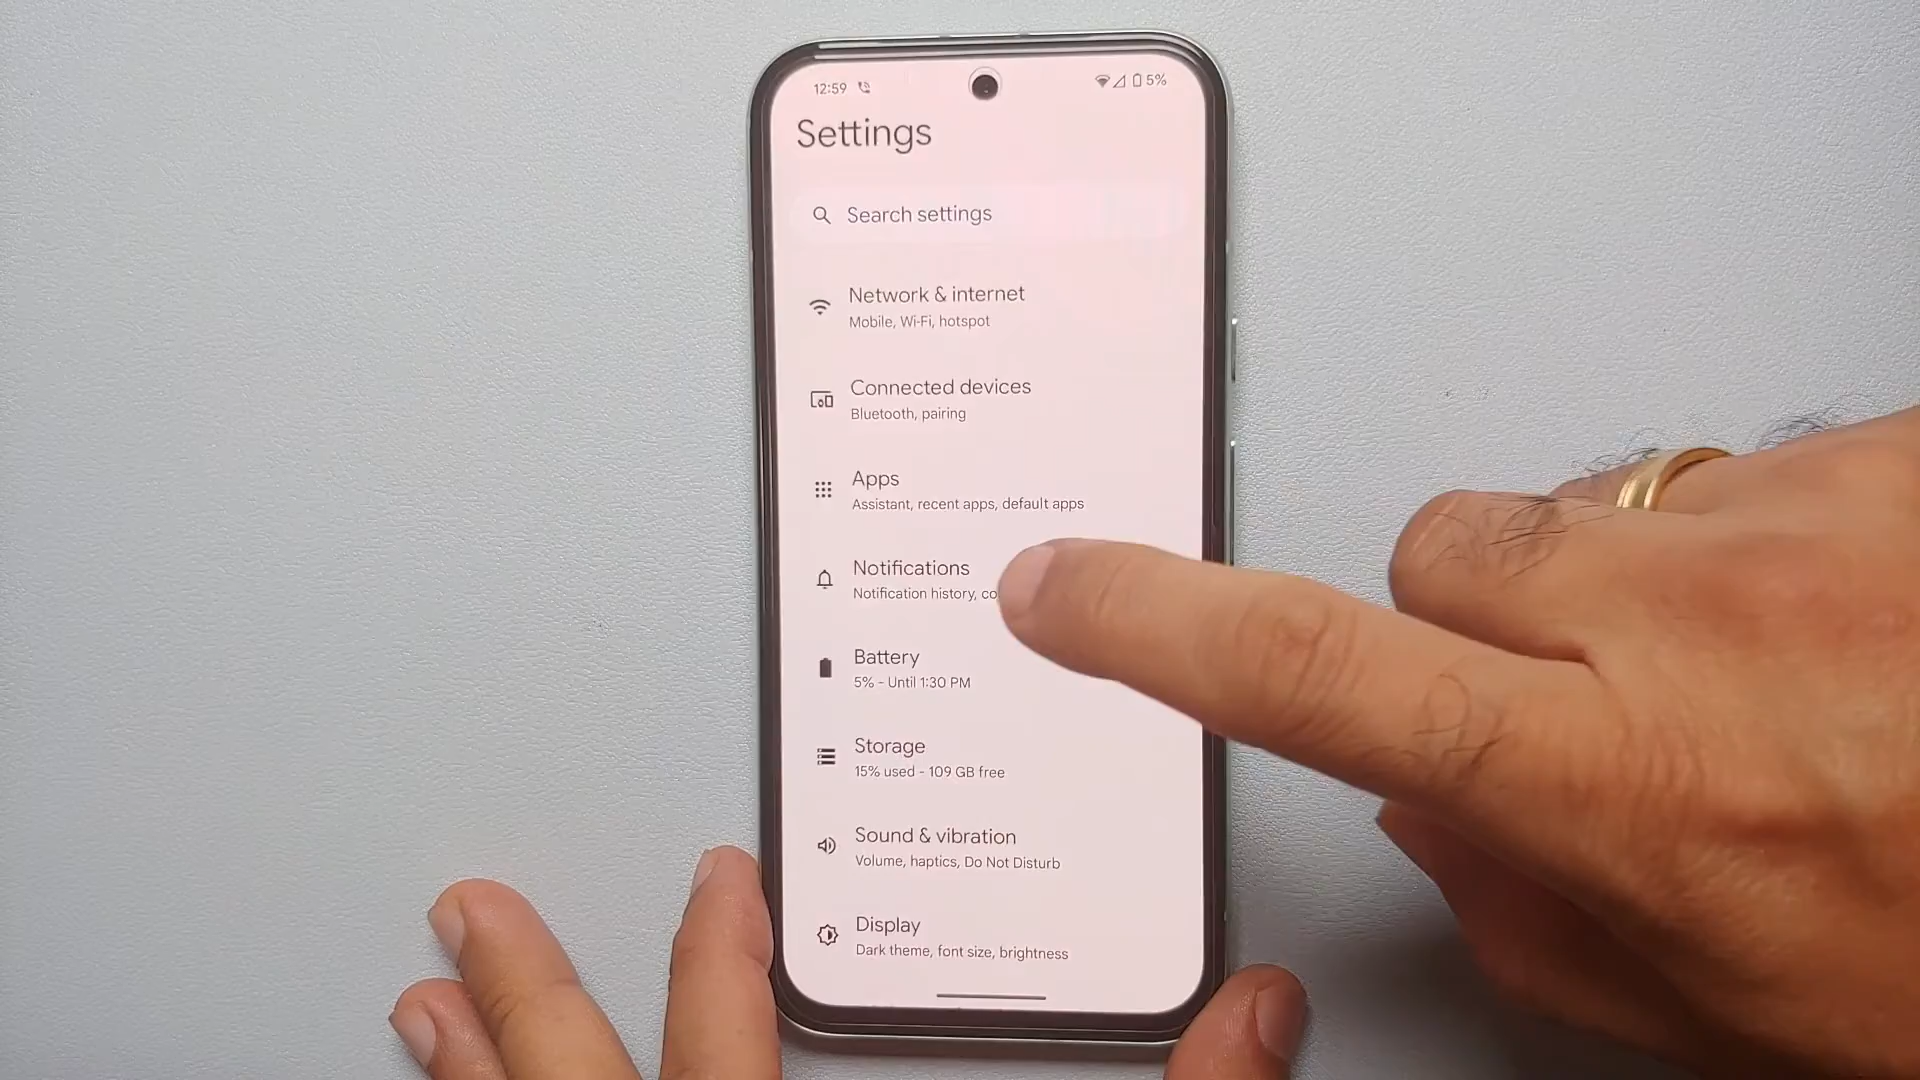 12:59
5%
Settings
Search settings
Network & internet
Mobile, Wi-Fi, hotspot
Connected devices
Bluetooth, pairing
Apps
Assistant, recent apps, default apps
Notifications
Notification history, co
Battery
5% - Until 1:30 PM
Storage
15% used - 109 GB free
Sound & vibration
Volume, haptics, Do Not Disturb
Display
Dark theme, font size, brightness